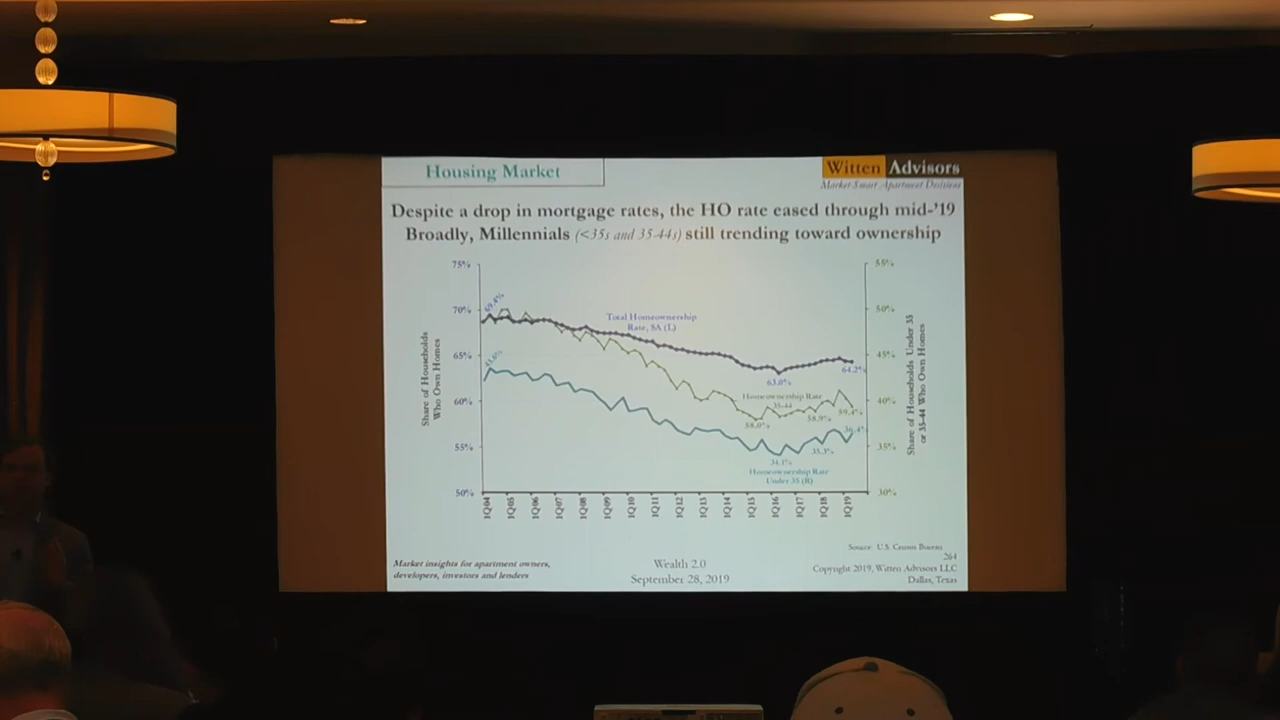 Housing Market
Witten Advisors
Market-Smart Apartment Decisions
Despite a drop in mortgage rates, the HO rate eased through mid-'19
Broadly, Millennials (<35s and 35-44s) still trending toward ownership
75%
70%
65%
60%
55%
50%
55%
50%
45%
40%
35%
30%
Share of Households
Who Own Homes
Share of Households Under 35
or 35-44 Who Own Homes
69.4%
43.6%
Total Homeownership
Rate, SA (L)
63.0%
64.2%
Homeownership Rate
35-44
58.0%
58.9%
59.4%
36.4%
35.3%
34.1%
Homeownership Rate
Under 35 (R)
1Q04
1Q05
1Q06
1Q07
1Q08
1Q09
1Q10
1Q11
1Q12
1Q13
1Q14
1Q15
1Q16
1Q17
1Q18
1Q19
Source: U.S. Census Bureau
264
Market insights for apartment owners,
developers, investors and lenders
Wealth 2.0
September 28, 2019
Copyright 2019, Witten Advisors LLC
Dallas, Texas